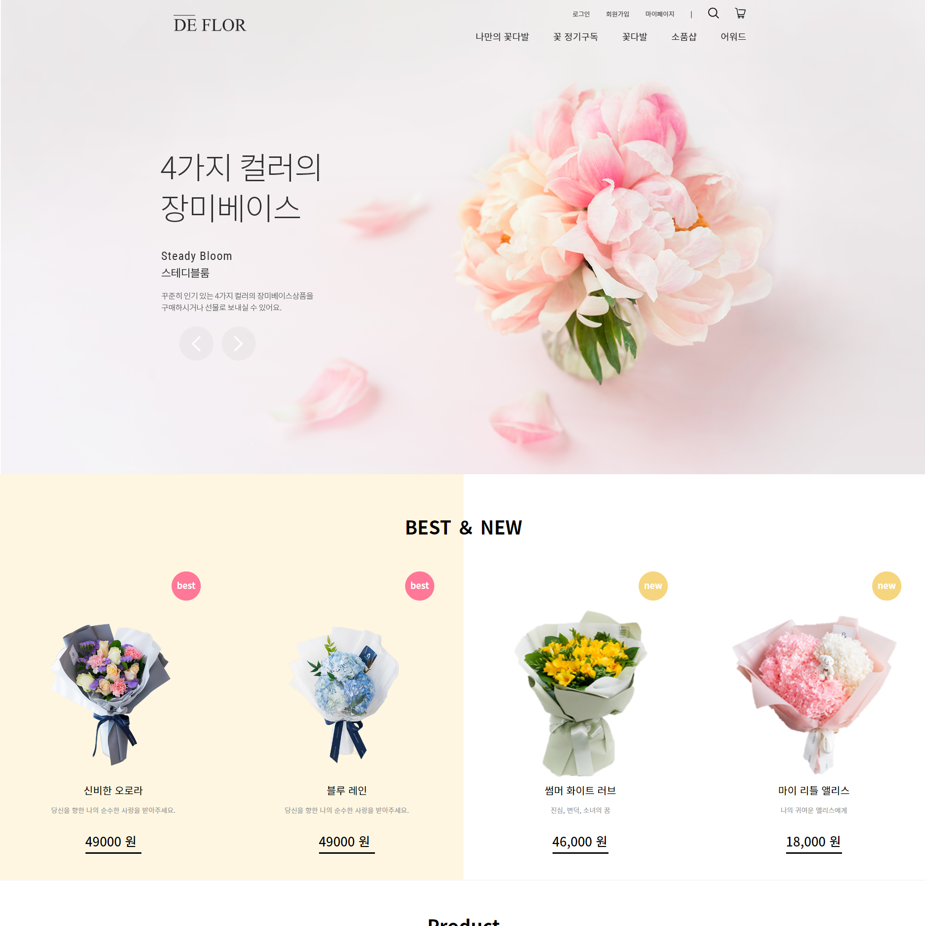 DE FLOR
로그인 회원가입 마이페이지 |
나만의 꽃다발 꽃 정기구독 꽃다발 소품샵 어워드
4가지 컬러의
장미베이스
Steady Bloom
스테디블룸
꾸준히 인기 있는 4가지 컬러의 장미베이스상품을
구매하시거나 선물로 보내실 수 있어요.
BEST & NEW
best
best
new
new
신비한 오로라
당신을 향한 나의 순수한 사랑을 받아주세요.
49000 원
블루 레인
당신을 향한 나의 순수한 사랑을 받아주세요.
49000 원
썸머 화이트 러브
진심, 변덕, 소녀의 꿈
46,000 원
마이 리틀 앨리스
나의 귀여운 앨리스에게
18,000 원
Product